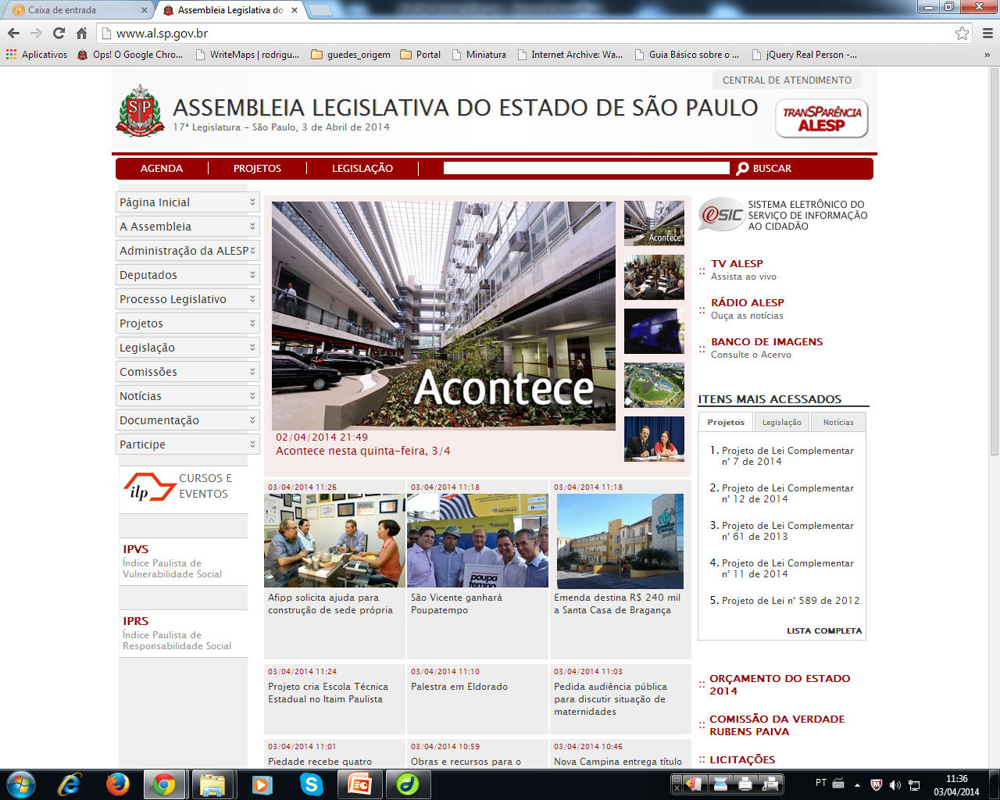 Caixa de entrada
Assembleia Legislativa do
www.al.sp.gov.br
Aplicativos
Ops! O Google Chro...
WriteMaps | rodrigu...
guedes_origem
Portal
Miniatura
Internet Archive: Wa...
Guia Básico sobre o ...
jQuery Real Person -...
»
CENTRAL DE ATENDIMENTO
SP
ASSEMBLEIA LEGISLATIVA DO ESTADO DE SÃO PAULO
17ª Legislatura - São Paulo, 3 de Abril de 2014
TRANSPARÊNCIA
ALESP
AGENDA
PROJETOS
LEGISLAÇÃO
BUSCAR
Página Inicial
A Assembleia
Administração da ALESP
Deputados
Processo Legislativo
Projetos
Legislação
Comissões
Notícias
Documentação
Participe
ilp
CURSOS E
EVENTOS
IPVS
Índice Paulista de
Vulnerabilidade Social
IPRS
Índice Paulista de
Responsabilidade Social
Acontece
02/04/2014 21:49
Acontece nesta quinta-feira, 3/4
Acontece
03/04/2014 11:26
Afipp solicita ajuda para
construção de sede própria
03/04/2014 11:18
poupa
tempo
São Vicente ganhará
Poupatempo
03/04/2014 11:18
Emenda destina R$ 240 mil
a Santa Casa de Bragança
03/04/2014 11:24
Projeto cria Escola Técnica
Estadual no Itaim Paulista
03/04/2014 11:10
Palestra em Eldorado
03/04/2014 11:03
Pedida audiência pública
para discutir situação de
maternidades
03/04/2014 11:01
Piedade recebe quatro
03/04/2014 10:59
Obras e recursos para o
03/04/2014 10:46
Nova Campina entrega título
eSIC
SISTEMA ELETRÔNICO DO
SERVIÇO DE INFORMAÇÃO
AO CIDADÃO
:: TV ALESP
Assista ao vivo
:: RÁDIO ALESP
Ouça as notícias
:: BANCO DE IMAGENS
Consulte o Acervo
ITENS MAIS ACESSADOS
Projetos
Legislação
Notícias
1. Projeto de Lei Complementar
n° 7 de 2014
2. Projeto de Lei Complementar
n° 12 de 2014
3. Projeto de Lei Complementar
n° 61 de 2013
4. Projeto de Lei Complementar
n° 11 de 2014
5. Projeto de Lei n° 589 de 2012
LISTA COMPLETA
:: ORÇAMENTO DO ESTADO
2014
:: COMISSÃO DA VERDADE
RUBENS PAIVA
:: LICITAÇÕES
PT
11:36
03/04/2014